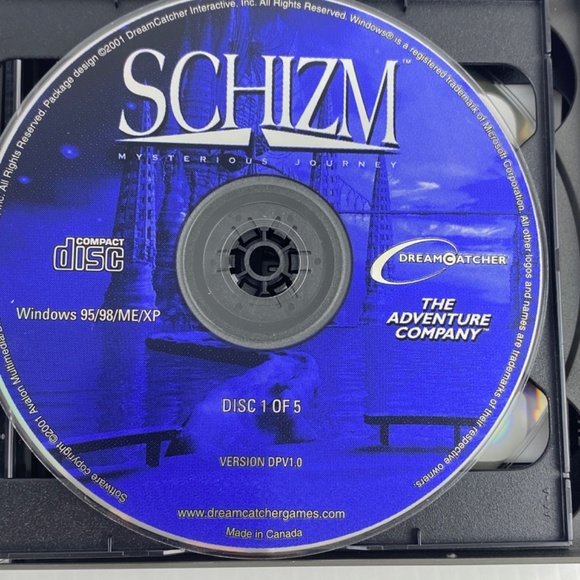 SCHIZM™
MYSTERIOUS JOURNEY
COMPACT
disc
DREAMCATCHER
Windows 95/98/ME/XP
THE
ADVENTURE
COMPANY™
DISC 1 OF 5
VERSION DPV1.0
www.dreamcatchergames.com
Made in Canada
Software copyright ©2001 Avalon Multimedia
All Rights Reserved. Package design ©2001 DreamCatcher Interactive, Inc. All Rights Reserved. Windows® is a registered trademark of Microsoft Corporation. All other logos and names are trademarks of their respective owners.